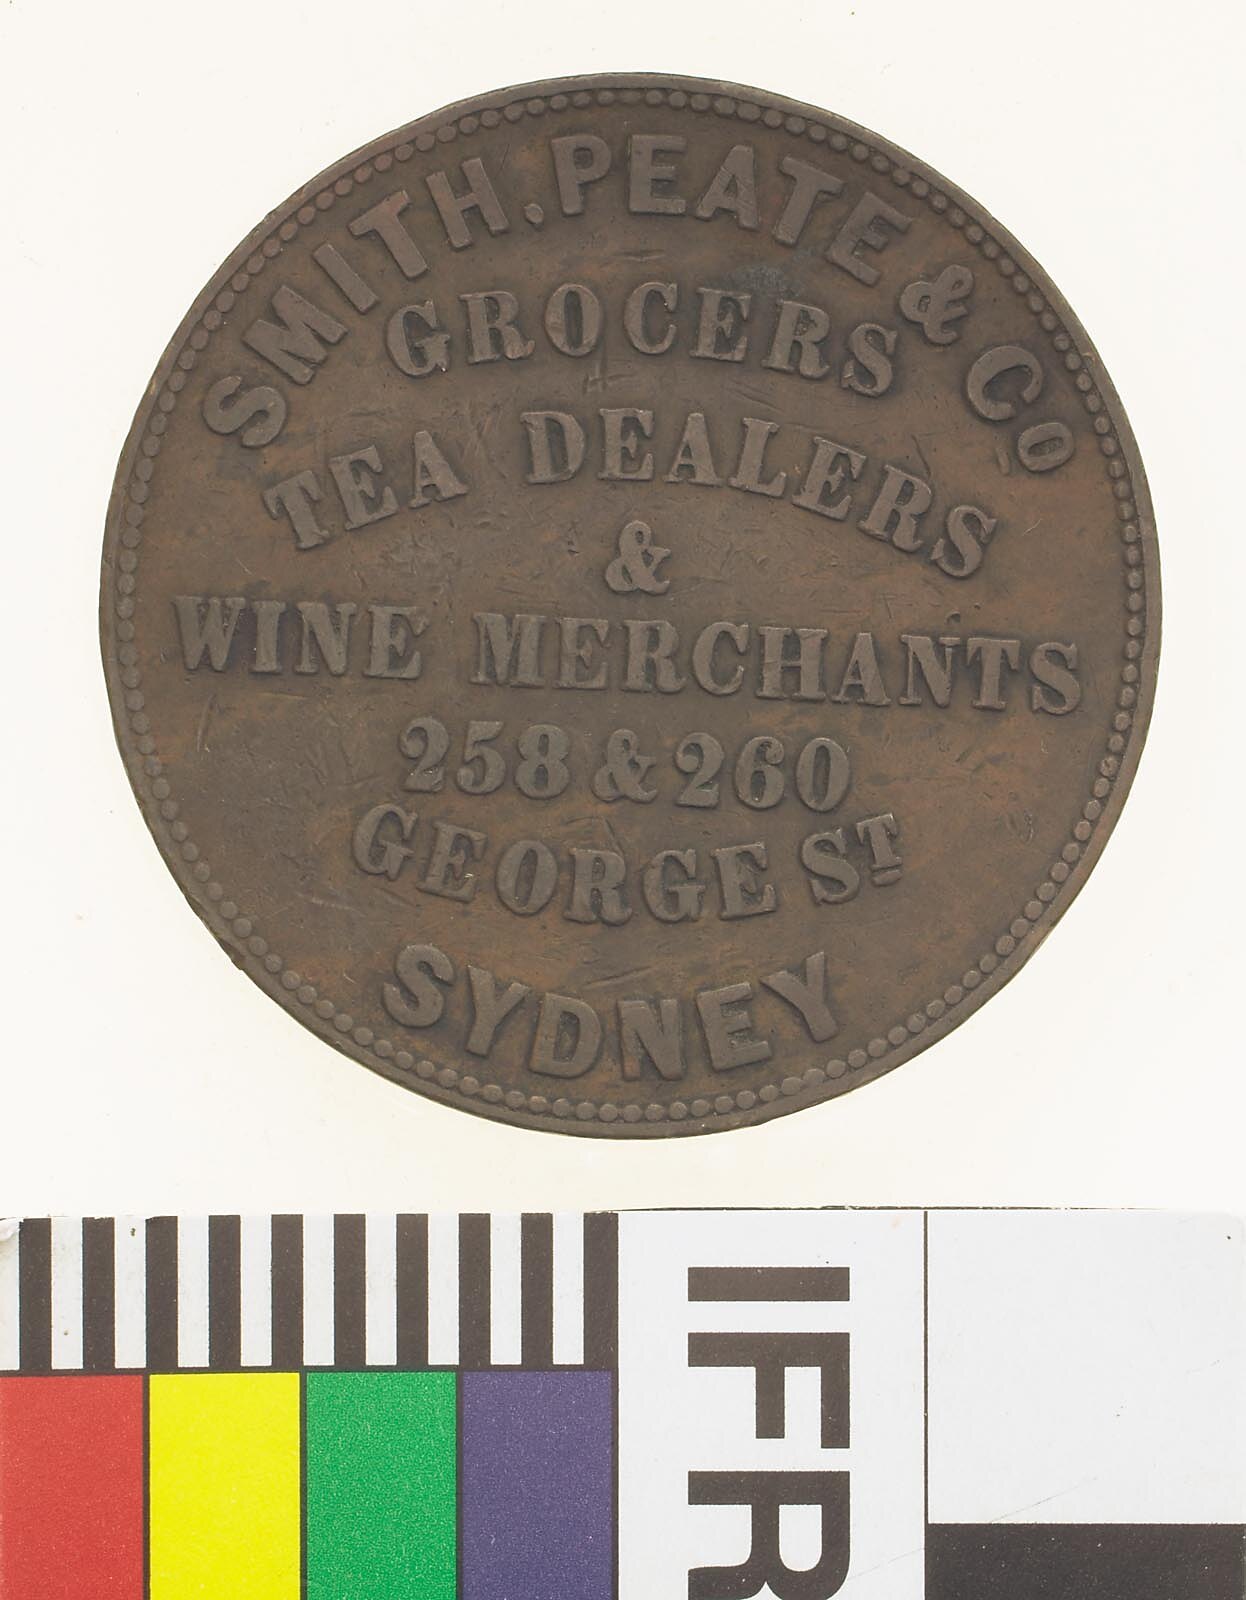 SMITH, PEATE & Co
GROCERS
TEA DEALERS
&
WINE MERCHANTS
258 & 260
GEORGE ST
SYDNEY
IFR